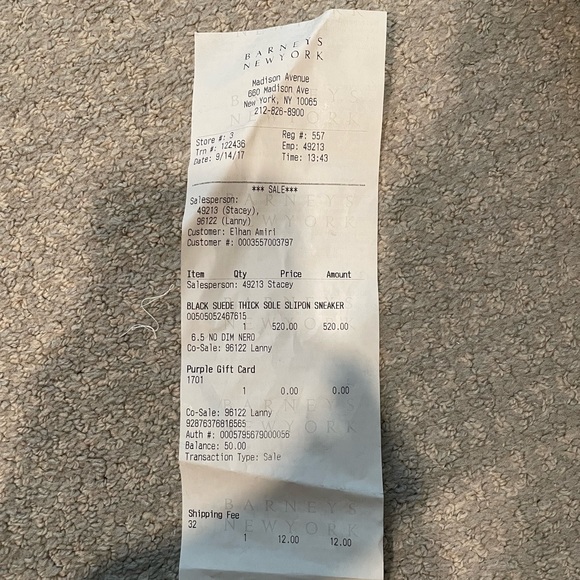 BARNEYS
NEWYORK
Madison Avenue
660 Madison Ave
New York, NY 10065
212-826-8900
Store #: 3 Reg #: 557
Trn #: 122436 Emp: 49213
Date: 9/14/17 Time: 13:43
*** SALE***
Salesperson:
49213 (Stacey),
96122 (Lanny)
Customer: Elhan Amiri
Customer #: 0003557003797
Item Qty Price Amount
Salesperson: 49213 Stacey
BLACK SUEDE THICK SOLE SLIPON SNEAKER
00505052467615
1 520.00 520.00
6.5 NO DIM NERO
Co-Sale: 96122 Lanny
Purple Gift Card
1701
1 0.00 0.00
Co-Sale: 96122 Lanny
92876376816565
Auth #: 0005795679000056
Balance: 50.00
Transaction Type: Sale
Shipping Fee
32
1 12.00 12.00